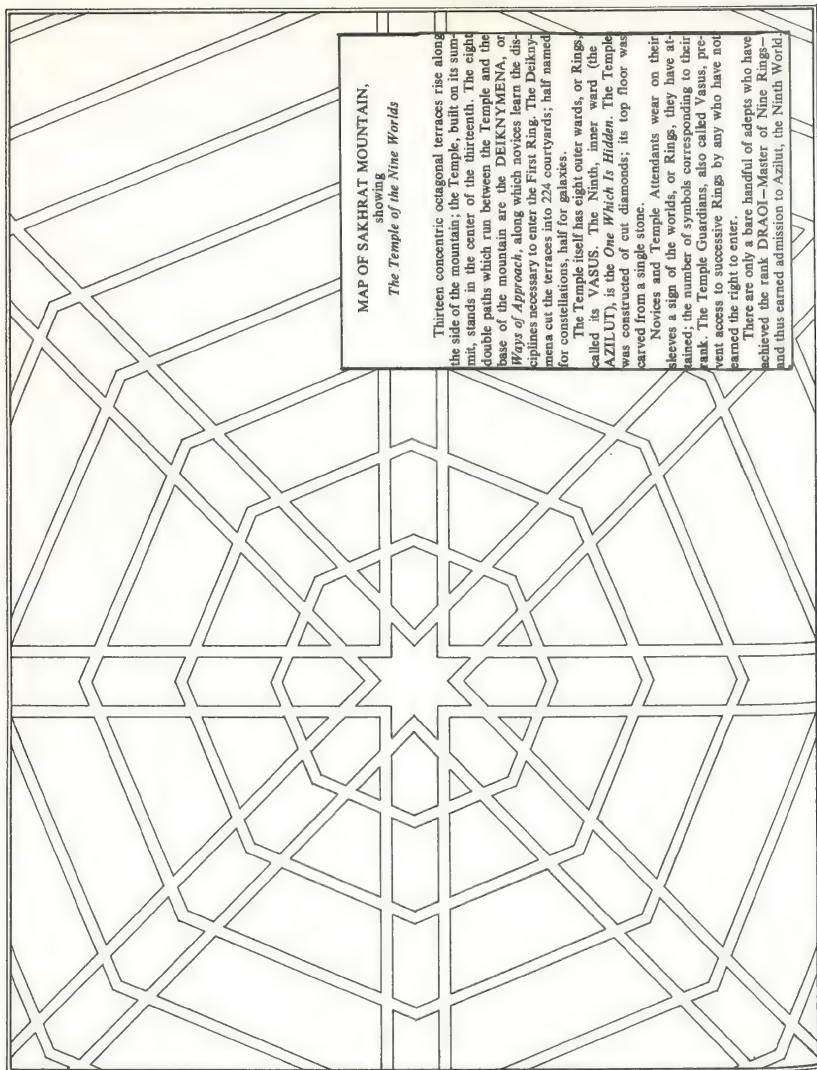 MAP OF SAKHRAT MOUNTAIN,
showing
The Temple of the Nine Worlds
Thirteen concentric octagonal terraces rise along
the side of the mountain; the Temple, built on its sum-
mit, stands in the center of the thirteenth. The eight
double paths which run between the Temple and the
base of the mountain are the DEIKNYMENA, or
Ways of Approach, along which novices learn the dis-
ciplines necessary to enter the First Ring. The Deikny-
mena cut the terraces into 224 courtyards; half named
for constellations, half for galaxies.
The Temple itself has eight outer wards, or Rings,
called its VASUS. The Ninth, inner ward (the
AZILUT), is the One Which Is Hidden. The Temple
was constructed of cut diamonds; its top floor was
carved from a single stone.
Novices and Temple Attendants wear on their
sleeves a sign of the worlds, or Rings, they have at-
tained; the number of symbols corresponding to their
rank. The Temple Guardians, also called Vasus, pre-
vent access to successive Rings by any who have not
earned the right to enter.
There are only a bare handful of adepts who have
achieved the rank DRAOI—Master of Nine Rings—
and thus earned admission to Azilut, the Ninth World.